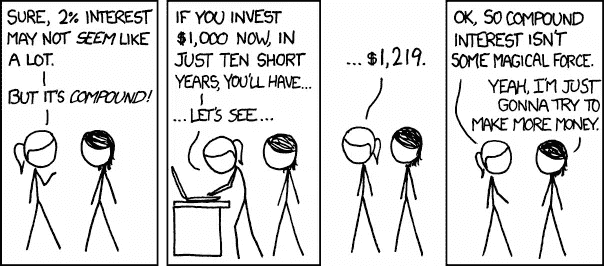 SURE, 2% INTEREST
MAY NOT SEEM LIKE
A LOT.
BUT IT'S COMPOUND!
IF YOU INVEST
$1,000 NOW, IN
JUST TEN SHORT
YEARS, YOU'LL HAVE...
...LET'S SEE...
...$1,219.
OK, SO COMPOUND
INTEREST ISN'T
SOME MAGICAL FORCE.
YEAH, I'M JUST
GONNA TRY TO
MAKE MORE MONEY.